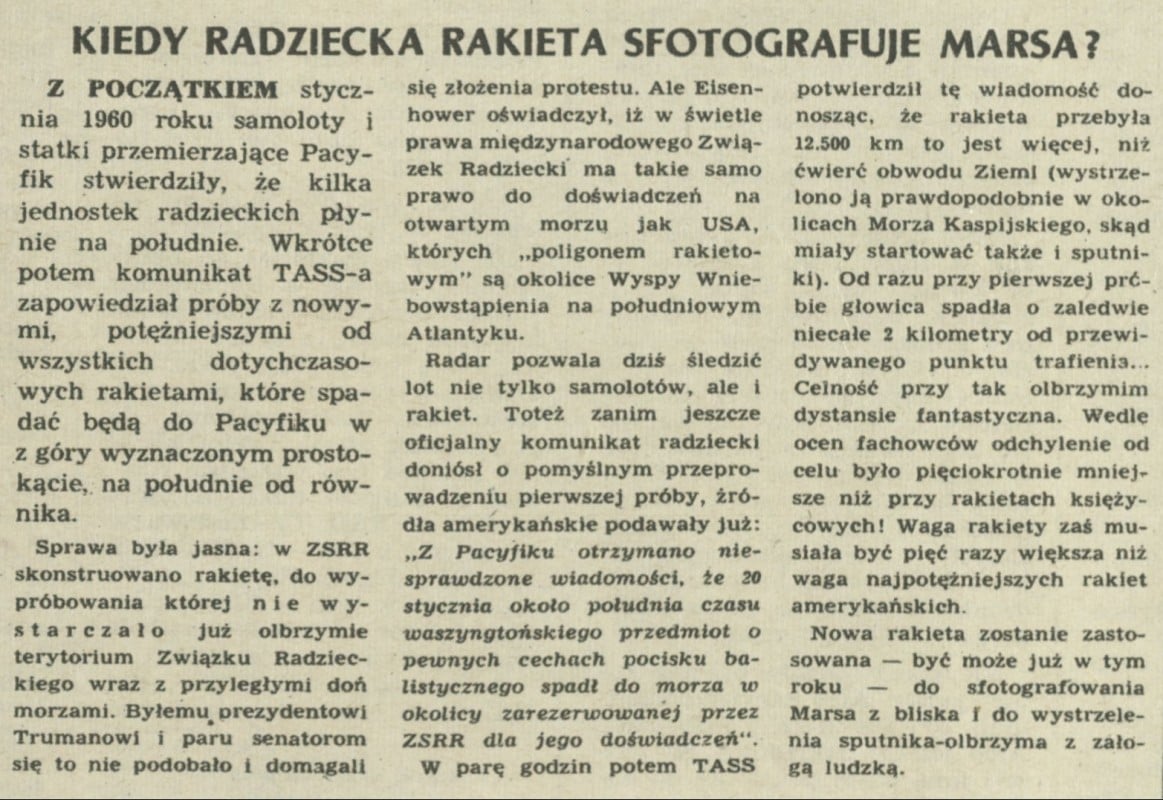 KIEDY RADZIECKA RAKIETA SFOTOGRAFUJE MARSA?
Z POCZĄTKIEM stycz-
nia 1960 roku samoloty i
statki przemierzające Pacy-
fik stwierdziły, że kilka
jednostek radzieckich pły-
nie na południe. Wkrótce
potem komunikat TASS-a
zapowiedział próby z nowy-
mi, potężniejszymi od
wszystkich dotychczaso-
wych rakietami, które spa-
dać będą do Pacyfiku w
z góry wyznaczonym prosto-
kącie, na południe od rów-
nika.
Sprawa była jasna: w ZSRR
skonstruowano rakietę, do wy-
próbowania której nie wy-
starczało już olbrzymie
terytorium Związku Radziec-
kiego wraz z przyległymi doń
morzami. Byłemu prezydentowi
Trumanowi i paru senatorom
się to nie podobało i domagali
się złożenia protestu. Ale Eisen-
hower oświadczył, iż w świetle
prawa międzynarodowego Zwią-
zek Radziecki ma takie samo
prawo do doświadczeń na
otwartym morzu jak USA,
których „poligonem rakieto-
wym” są okolice Wyspy Wnie-
bowstąpienia na południowym
Atlantyku.
Radar pozwala dziś śledzić
lot nie tylko samolotów, ale i
rakiet. Toteż zanim jeszcze
oficjalny komunikat radziecki
doniósł o pomyślnym przepro-
wadzeniu pierwszej próby, źró-
dła amerykańskie podawały już:
„Z Pacyfiku otrzymano nie-
sprawdzone wiadomości, że 20
stycznia około południa czasu
waszyngtońskiego przedmiot o
pewnych cechach pocisku ba-
listycznego spadł do morza w
okolicy zarezerwowanej przez
ZSRR dla jego doświadczeń“.
W parę godzin potem TASS
potwierdził tę wiadomość do-
nosząc, że rakieta przebyła
12.500 km to jest więcej, niż
ćwierć obwodu Ziemi (wystrze-
lono ją prawdopodobnie w oko-
licach Morza Kaspijskiego, skąd
miały startować także i sputni-
ki). Od razu przy pierwszej pró-
bie głowica spadła o zaledwie
niecałe 2 kilometry od przewi-
dywanego punktu trafienia...
Celność przy tak olbrzymim
dystansie fantastyczna. Wedle
ocen fachowców odchylenie od
celu było pięciokrotnie mniej-
sze niż przy rakietach księży-
cowych! Waga rakiety zaś mu-
siała być pięć razy większa niż
waga najpotężniejszych rakiet
amerykańskich.
Nowa rakieta zostanie zasto-
sowana — być może już w tym
roku — do sfotografowania
Marsa z bliska i do wystrzele-
nia sputnika-olbrzyma z zało-
gą ludzką.